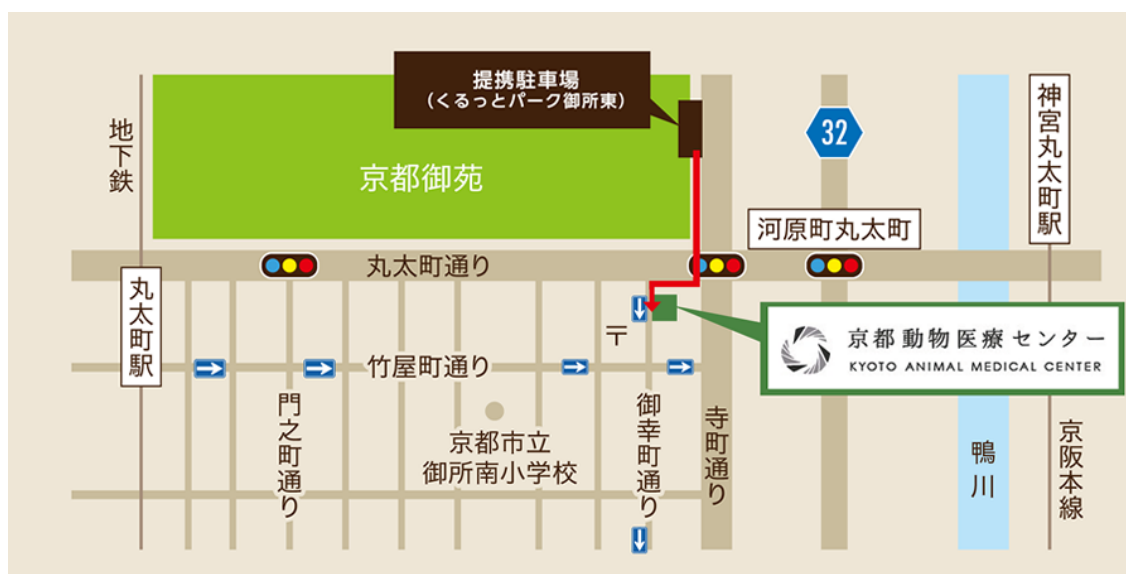 提携駐車場
(くるっとパーク御所東)
地下鉄
京都御苑
32
神宮丸太町駅
河原町丸太町
丸太町通り
丸太町駅
〒
京都動物医療センター
KYOTO ANIMAL MEDICAL CENTER
竹屋町通り
門之町通り
京都市立
御所南小学校
御幸町通り
寺町通り
鴨川
京阪本線